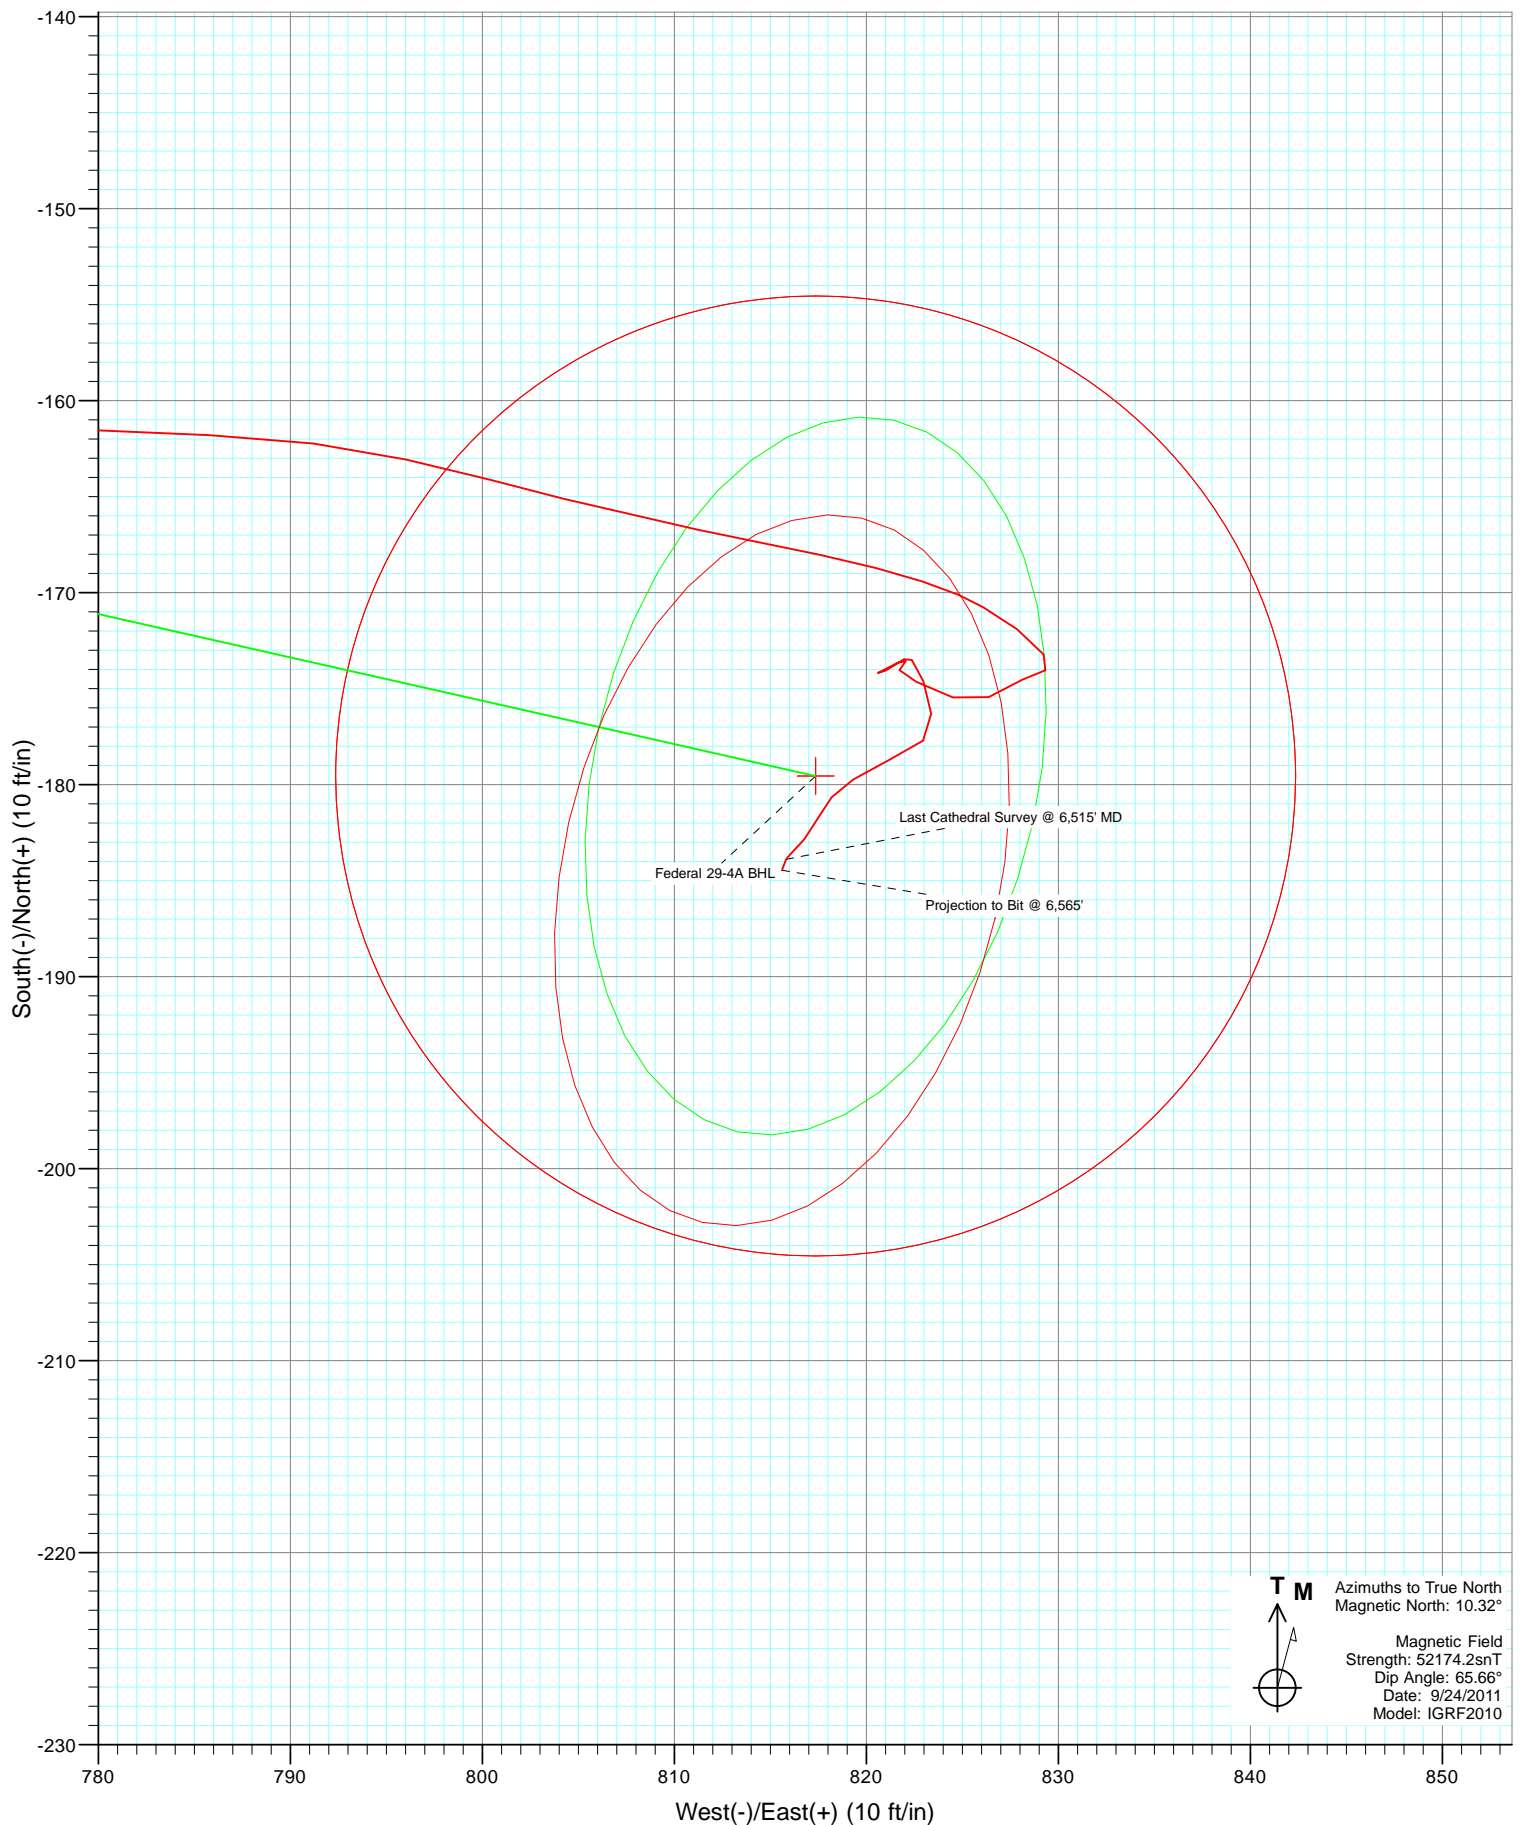 -140
-150
-160
-170
-180
-190
-200
-210
-220
-230
South(-)/North(+) (10 ft/in)
Last Cathedral Survey @ 6,515' MD
Federal 29-4A BHL
Projection to Bit @ 6,565'
T M
Azimuths to True North
Magnetic North: 10.32°
Magnetic Field
Strength: 52174.2snT
Dip Angle: 65.66°
Date: 9/24/2011
Model: IGRF2010
780 790 800 810 820 830 840 850
West(-)/East(+) (10 ft/in)